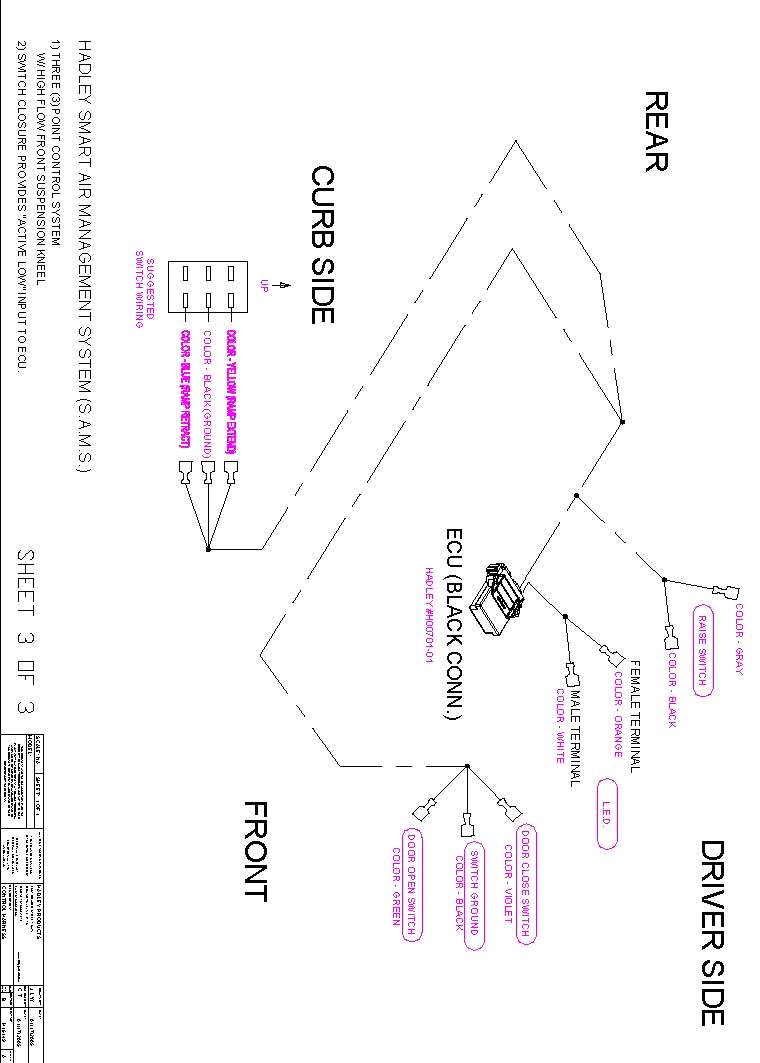 HADLEY SMART AIR MANAGEMENT SYSTEM (S.A.M.S.)
1) THREE (3) POINT CONTROL SYSTEM
W/ HIGH FLOW FRONT SUSPENSION KNEEL
2) SWITCH CLOSURE PROVIDES "ACTIVE LOW" INPUT TO ECU.
REAR
CURB SIDE
DRIVER SIDE
FRONT
UP
SUGGESTED
SWITCH WIRING
COLOR - YELLOW (RAMP EXTEND)
COLOR - BLACK (GROUND)
COLOR - BLUE (RAMP RETRACT)
ECU (BLACK CONN.)
HADLEY #H00701-01
COLOR - GRAY
RAISE SWITCH
COLOR - BLACK
FEMALE TERMINAL
COLOR - ORANGE
MALE TERMINAL
COLOR - WHITE
L.E.D.
DOOR CLOSE SWITCH
COLOR - VIOLET
SWITCH GROUND
COLOR - BLACK
DOOR OPEN SWITCH
COLOR - GREEN
SHEET 3 OF 3
HADLEY PRODUCTS
CONTROL HARNESS